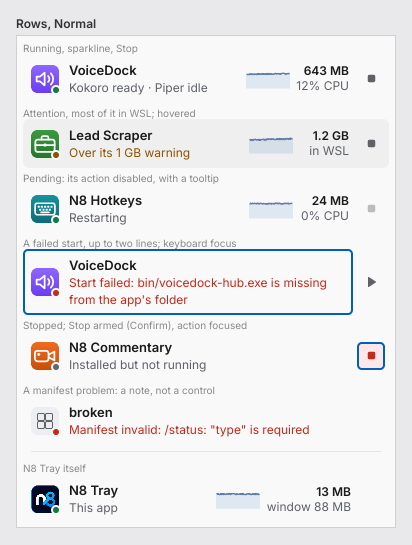 Rows, Normal
Running, sparkline, Stop
VoiceDock
643 MB
Kokoro ready · Piper idle
12% CPU
Attention, most of it in WSL; hovered
Lead Scraper
1.2 GB
Over its 1 GB warning
in WSL
Pending: its action disabled, with a tooltip
N8 Hotkeys
24 MB
Restarting
0% CPU
A failed start, up to two lines; keyboard focus
VoiceDock
Start failed: bin/voicedock-hub.exe is missing
from the app's folder
Stopped; Stop armed (Confirm), action focused
N8 Commentary
Installed but not running
A manifest problem: a note, not a control
broken
Manifest invalid: /status: "type" is required
N8 Tray itself
n8
N8 Tray
13 MB
This app
window 88 MB